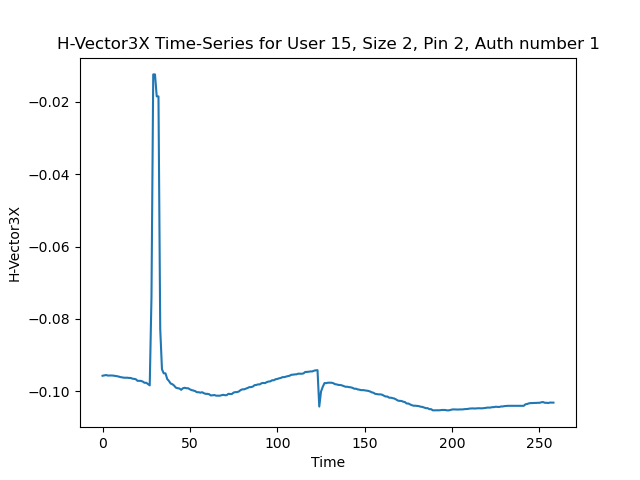 H-Vector3X Time-Series for User 15, Size 2, Pin 2, Auth number 1
H-Vector3X
−0.02
−0.04
−0.06
−0.08
−0.10
0 50 100 150 200 250
Time